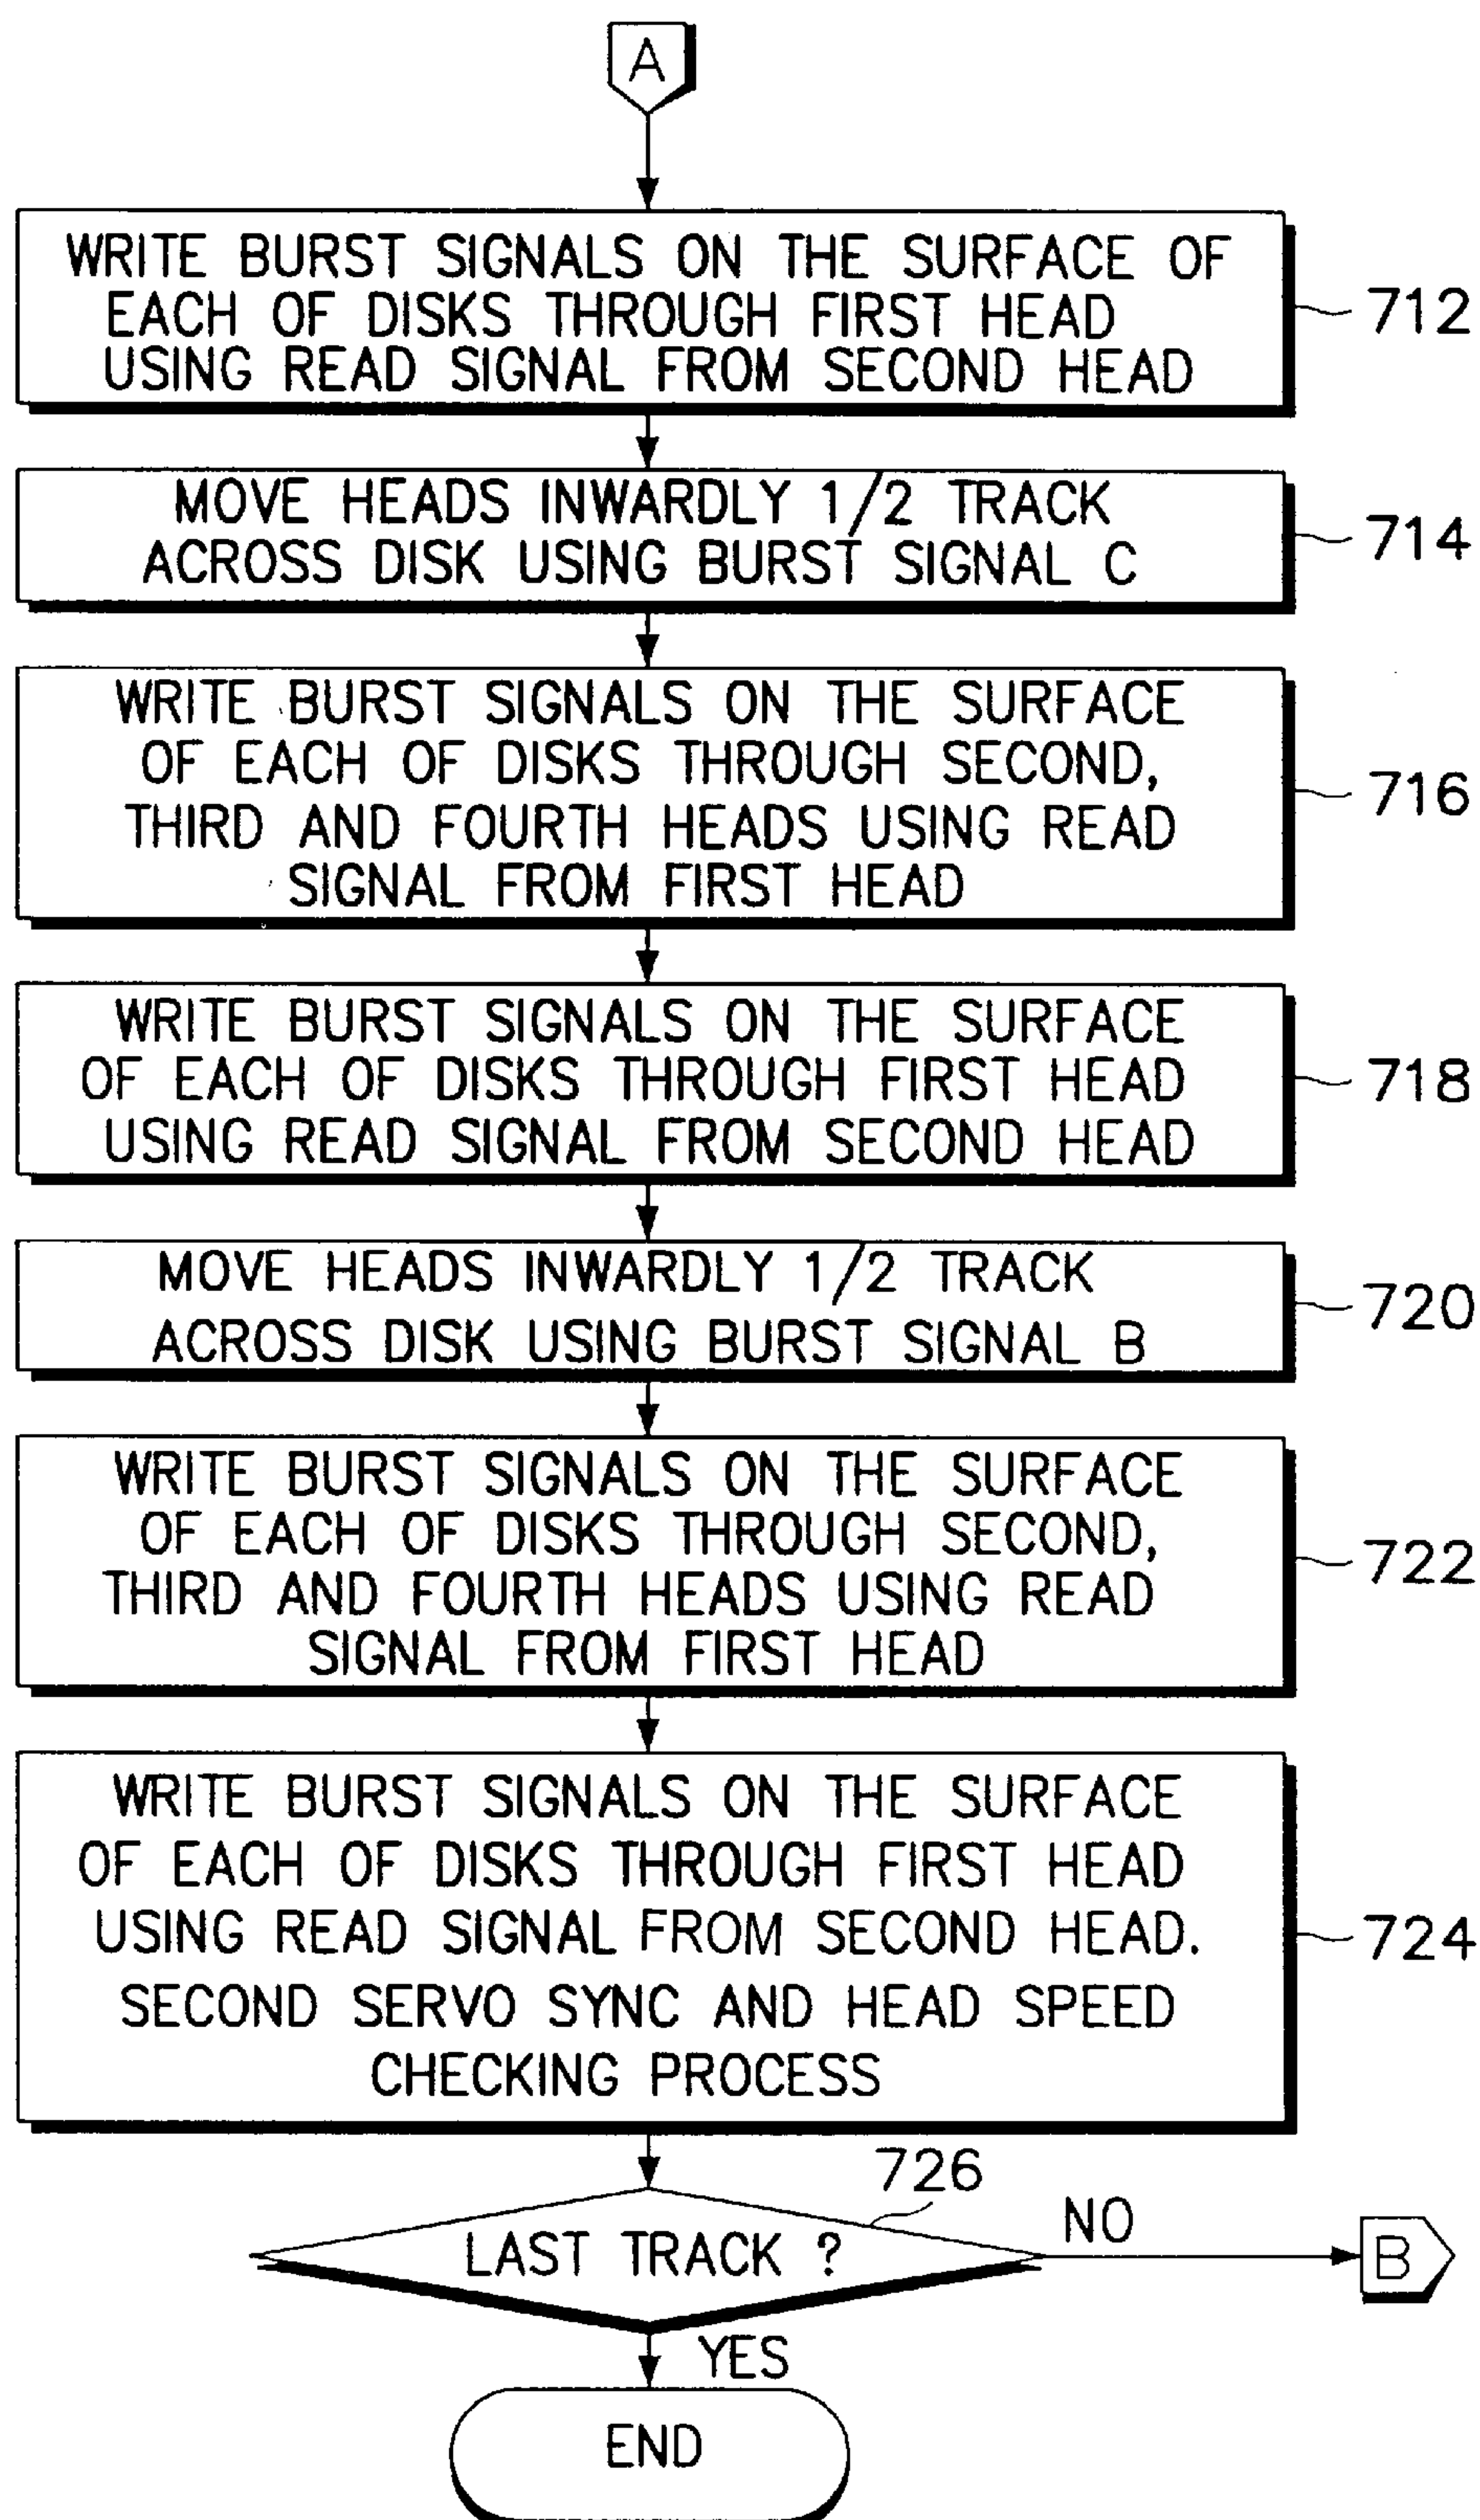 A
WRITE BURST SIGNALS ON THE SURFACE OF
EACH OF DISKS THROUGH FIRST HEAD
USING READ SIGNAL FROM SECOND HEAD
712
MOVE HEADS INWARDLY 1/2 TRACK
ACROSS DISK USING BURST SIGNAL C
714
WRITE BURST SIGNALS ON THE SURFACE
OF EACH OF DISKS THROUGH SECOND,
THIRD AND FOURTH HEADS USING READ
SIGNAL FROM FIRST HEAD
716
WRITE BURST SIGNALS ON THE SURFACE
OF EACH OF DISKS THROUGH FIRST HEAD
USING READ SIGNAL FROM SECOND HEAD
718
MOVE HEADS INWARDLY 1/2 TRACK
ACROSS DISK USING BURST SIGNAL B
720
WRITE BURST SIGNALS ON THE SURFACE
OF EACH OF DISKS THROUGH SECOND,
THIRD AND FOURTH HEADS USING READ
SIGNAL FROM FIRST HEAD
722
WRITE BURST SIGNALS ON THE SURFACE
OF EACH OF DISKS THROUGH FIRST HEAD
USING READ SIGNAL FROM SECOND HEAD.
SECOND SERVO SYNC AND HEAD SPEED
CHECKING PROCESS
724
726
LAST TRACK ?
NO
B
YES
END